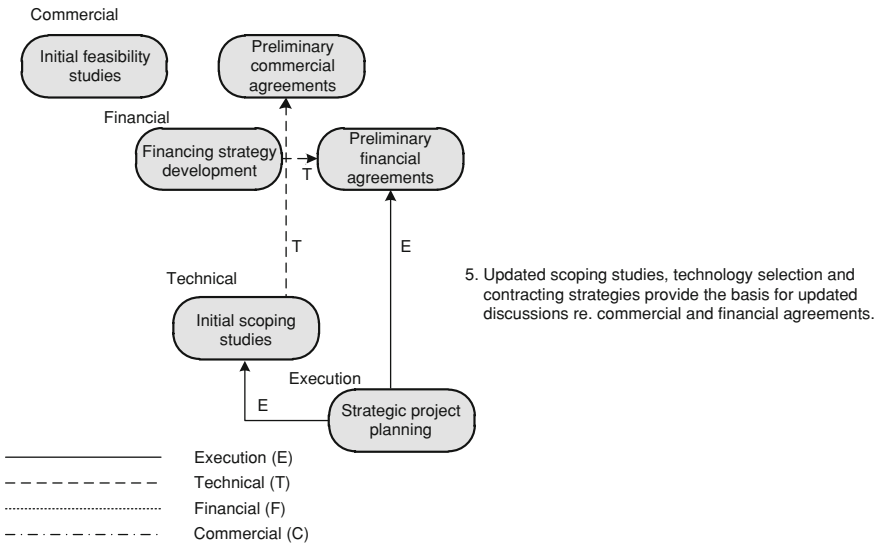 Commercial
Initial feasibility
studies
Preliminary
commercial
agreements
Financial
Financing strategy
development
Preliminary
financial
agreements
T
T
E
Technical
Initial scoping
studies
5. Updated scoping studies, technology selection and
contracting strategies provide the basis for updated
discussions re. commercial and financial agreements.
Execution
E
Strategic project
planning
Execution (E)
Technical (T)
Financial (F)
Commercial (C)